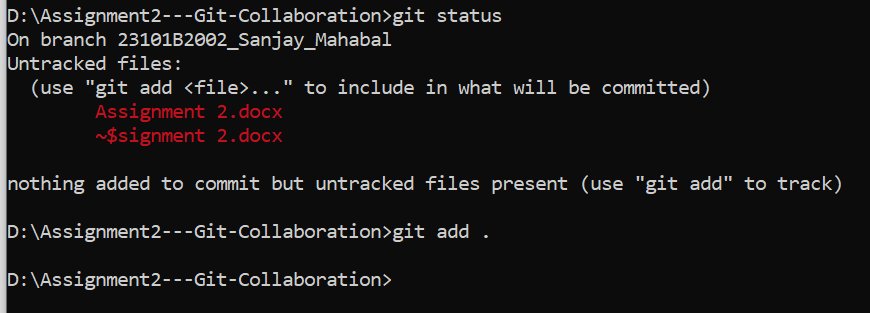 D:\Assignment2---Git-Collaboration>git status
On branch 23101B2002_Sanjay_Mahabal
Untracked files:
  (use "git add <file>..." to include in what will be committed)
        Assignment 2.docx
        ~$signment 2.docx
nothing added to commit but untracked files present (use "git add" to track)
D:\Assignment2---Git-Collaboration>git add .
D:\Assignment2---Git-Collaboration>